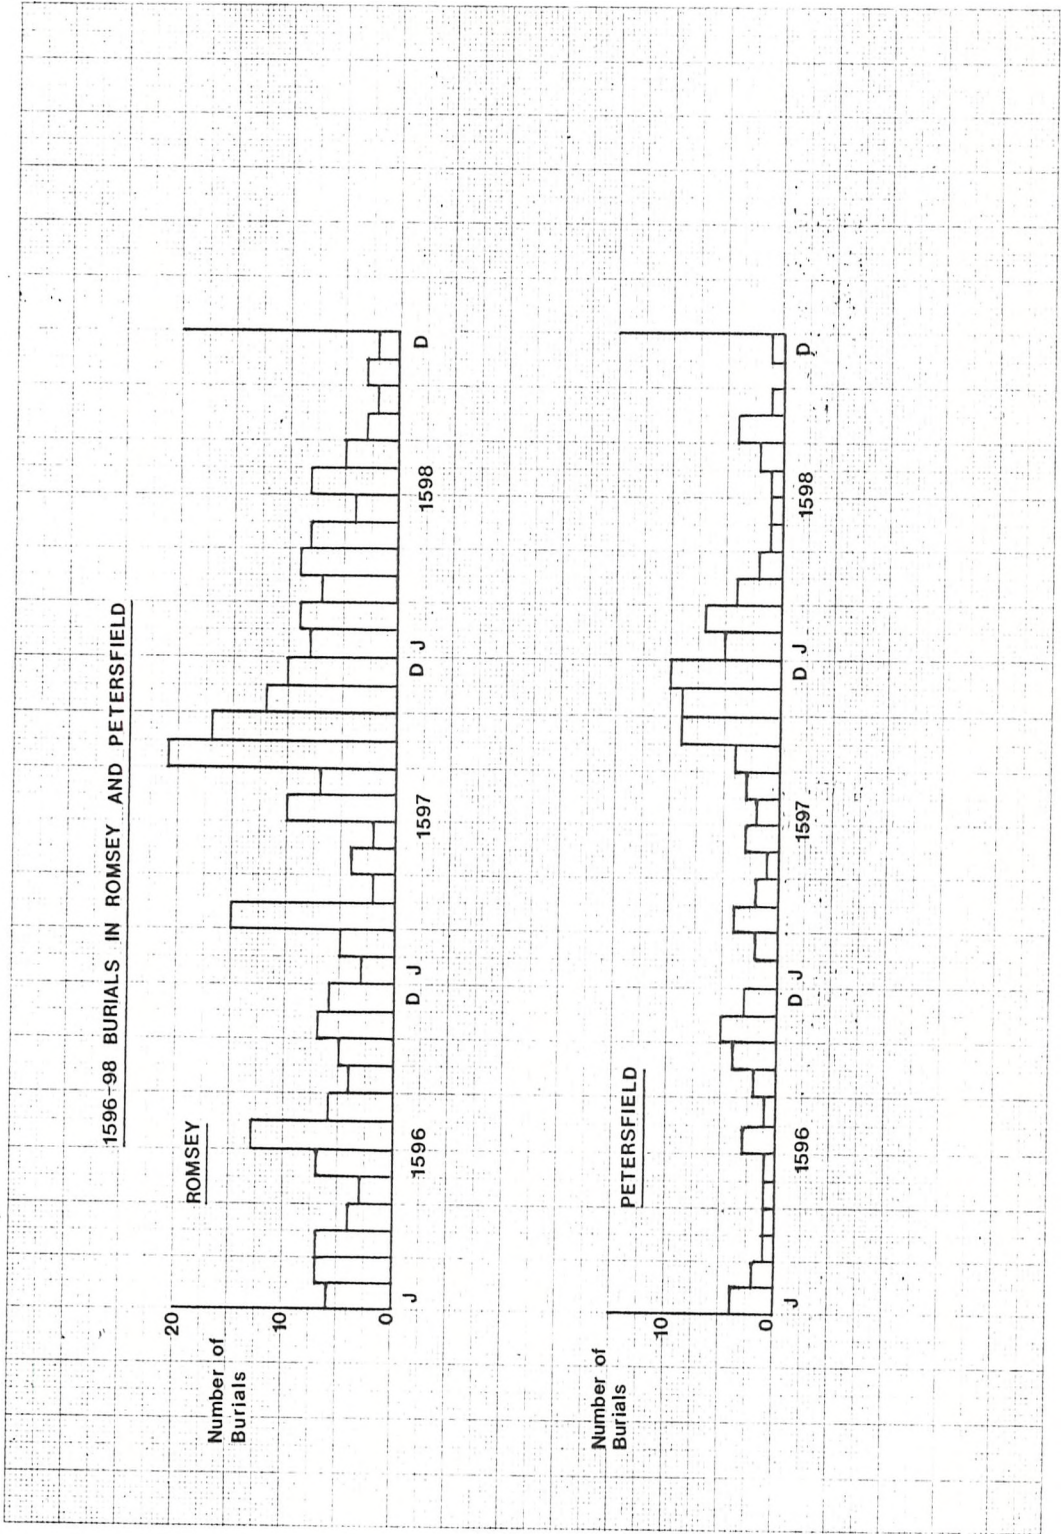 1596-98 BURIALS IN ROMSEY AND PETERSFIELD
ROMSEY
Number of
Burials
20
10
0
J
1596
D
J
1597
D
J
1598
D
PETERSFIELD
Number of
Burials
10
0
J
1596
D
J
1597
D
J
1598
D